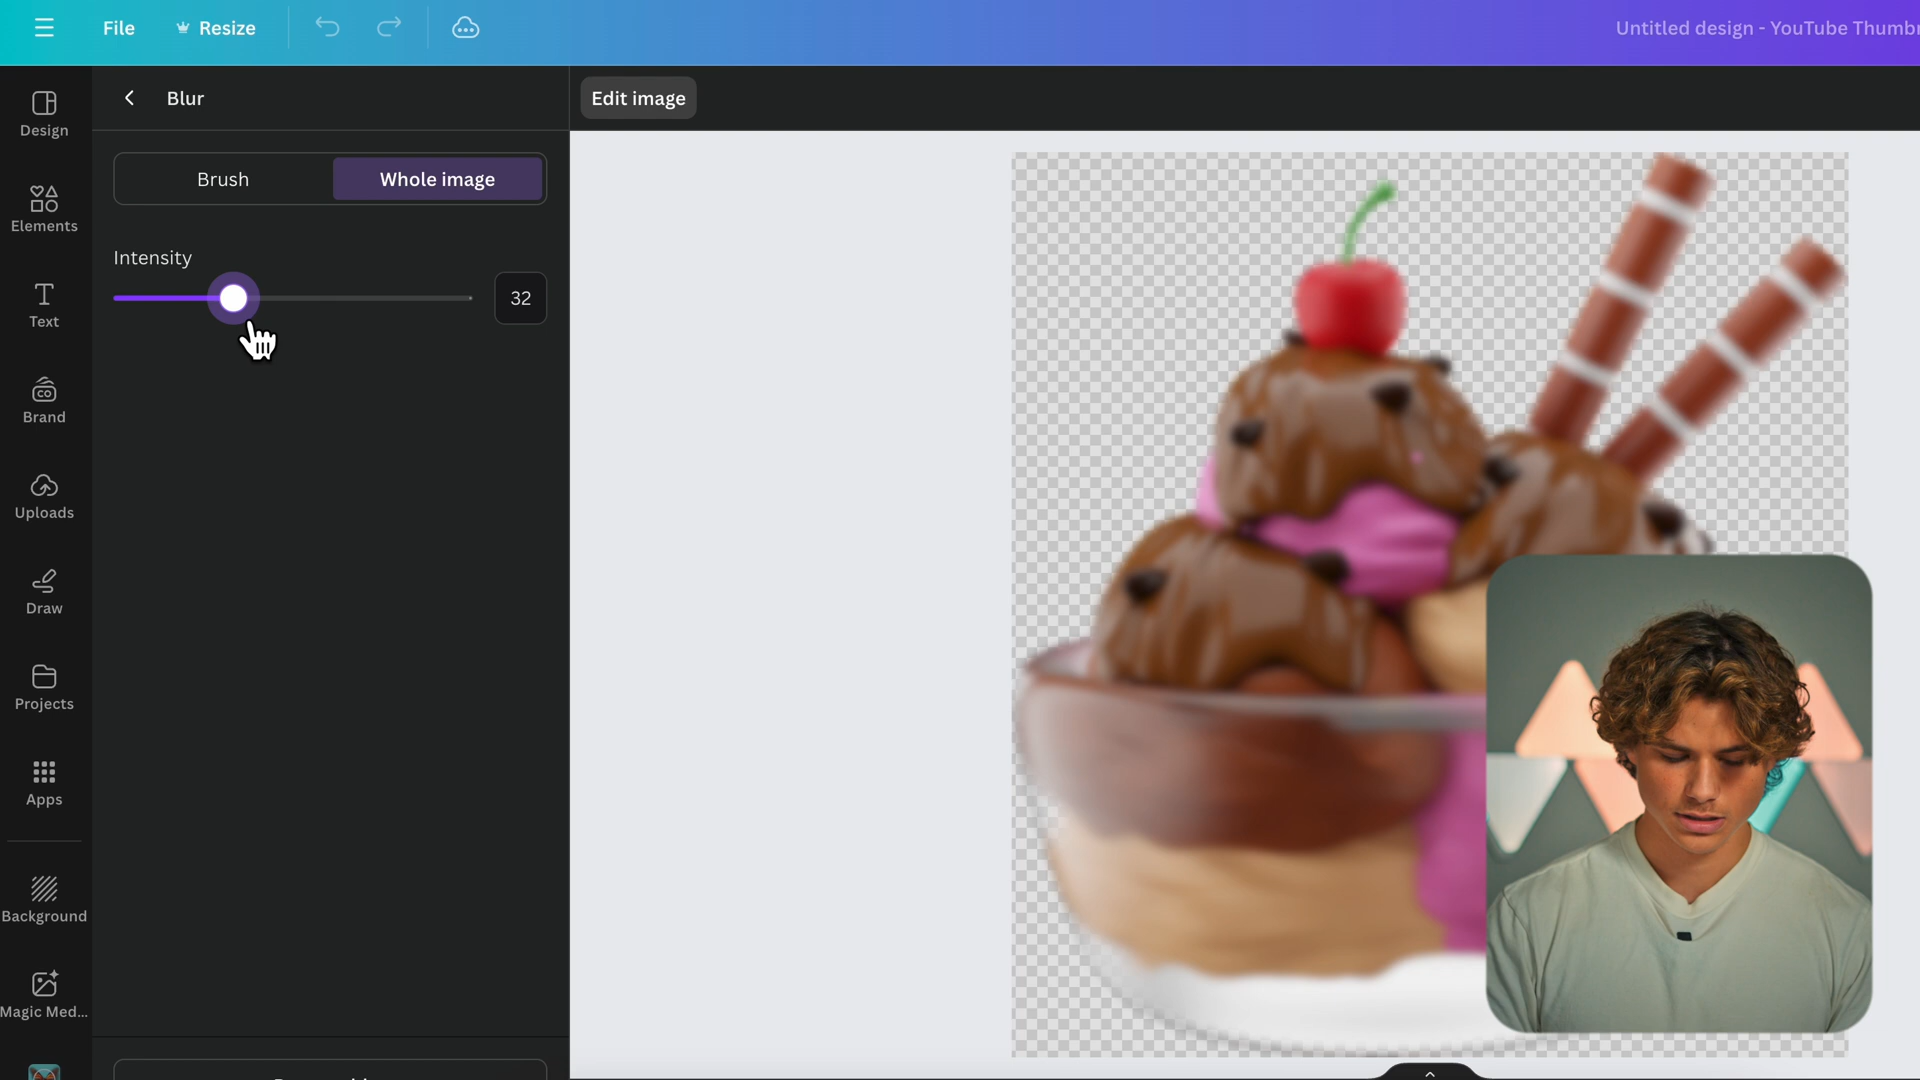 File
Resize
Untitled design - YouTube Thumb
Design
Elements
Text
Brand
Uploads
Draw
Projects
Apps
Background
Magic Med...
Blur
Edit image
Brush
Whole image
Intensity
32
CO